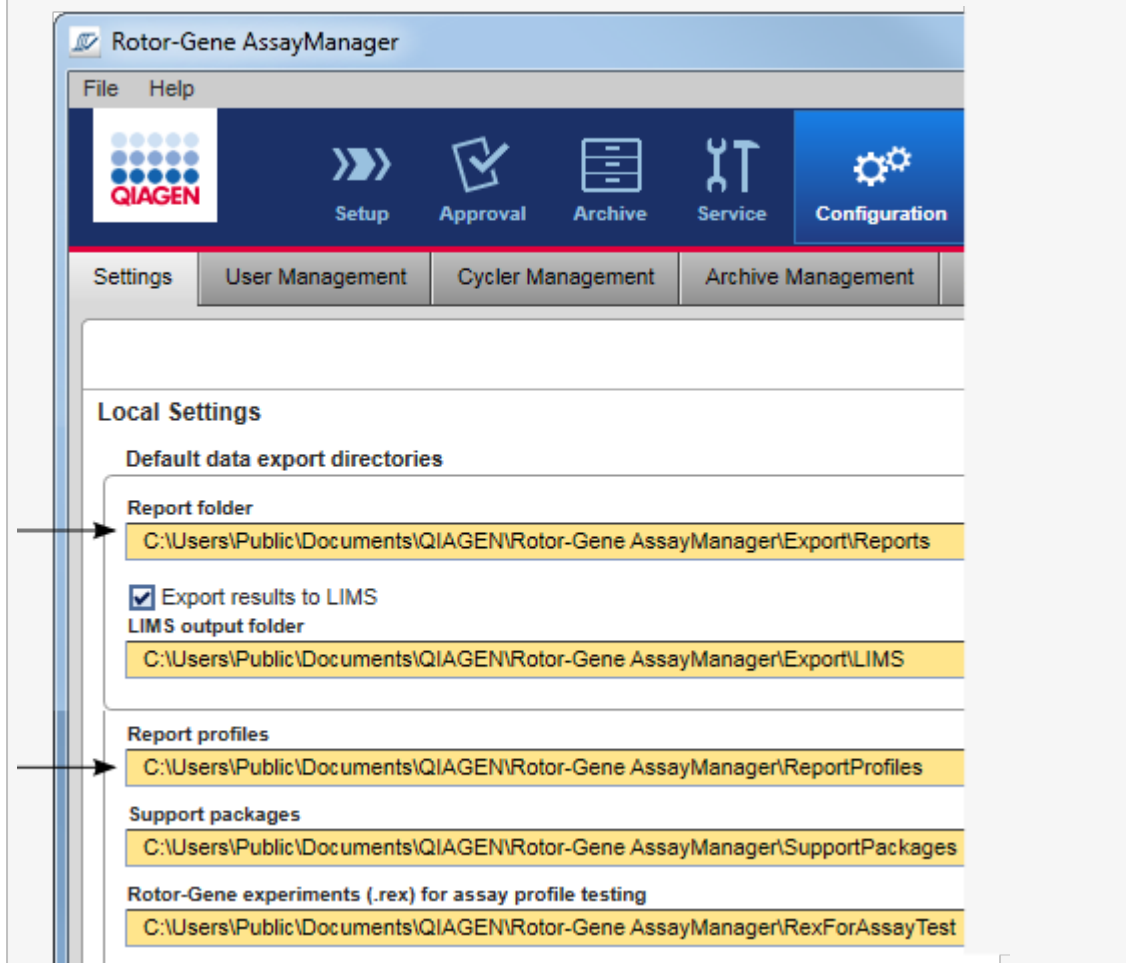 Rotor-Gene AssayManager
File Help
QIAGEN
Setup Approval Archive Service Configuration
Settings User Management Cycler Management Archive Management
Local Settings
Default data export directories
Report folder
C:\Users\Public\Documents\QIAGEN\Rotor-Gene AssayManager\Export\Reports
Export results to LIMS
LIMS output folder
C:\Users\Public\Documents\QIAGEN\Rotor-Gene AssayManager\Export\LIMS
Report profiles
C:\Users\Public\Documents\QIAGEN\Rotor-Gene AssayManager\ReportProfiles
Support packages
C:\Users\Public\Documents\QIAGEN\Rotor-Gene AssayManager\SupportPackages
Rotor-Gene experiments (.rex) for assay profile testing
C:\Users\Public\Documents\QIAGEN\Rotor-Gene AssayManager\RexForAssayTest